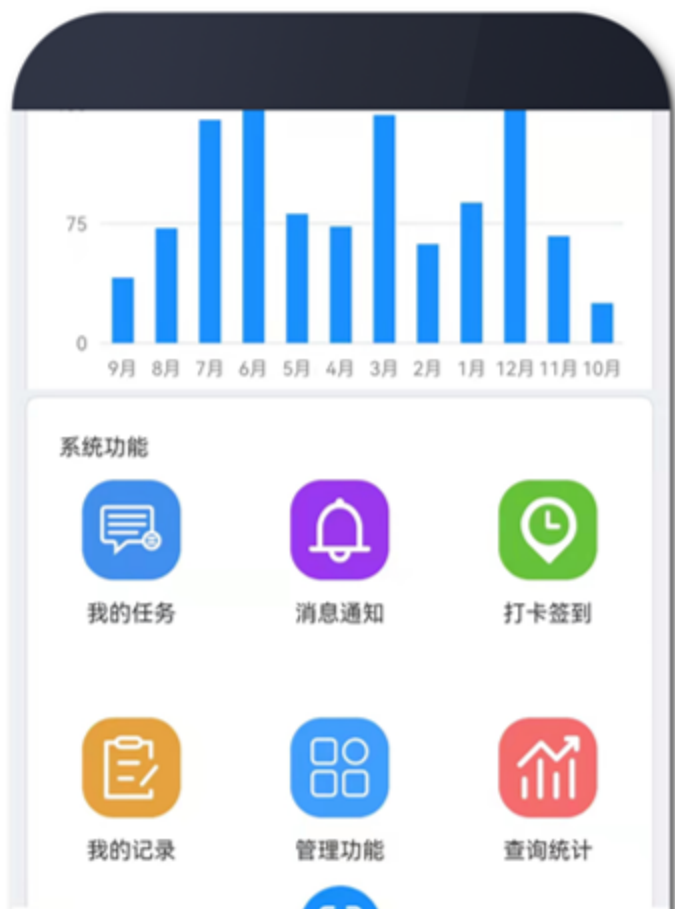 75
0
9月 8月 7月 6月 5月 4月 3月 2月 1月 12月 11月 10月
系统功能
我的任务 消息通知 打卡签到
我的记录 管理功能 查询统计